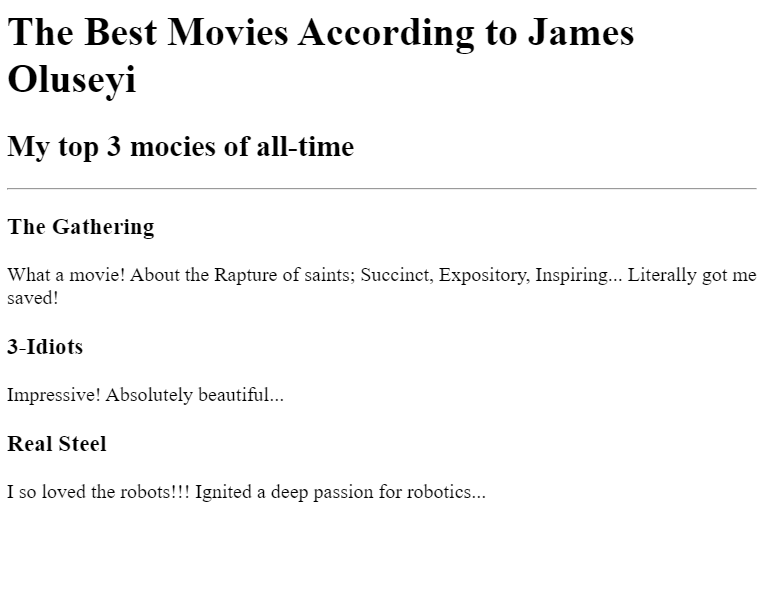 The Best Movies According to James
Oluseyi
My top 3 mocies of all-time
The Gathering
What a movie! About the Rapture of saints; Succinct, Expository, Inspiring... Literally got me
saved!
3-Idiots
Impressive! Absolutely beautiful...
Real Steel
I so loved the robots!!! Ignited a deep passion for robotics...